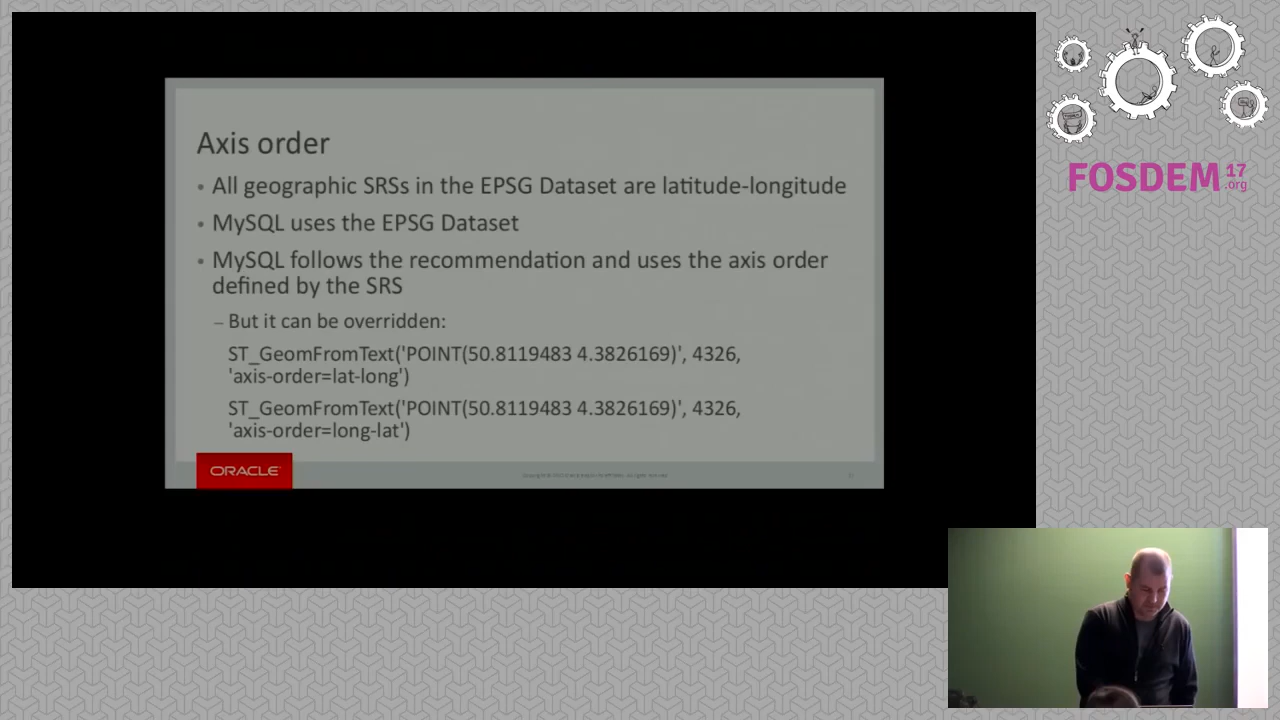 Axis order
• All geographic SRSs in the EPSG Dataset are latitude-longitude
• MySQL uses the EPSG Dataset
• MySQL follows the recommendation and uses the axis order
defined by the SRS
– But it can be overridden:
ST_GeomFromText('POINT(50.8119483 4.3826169)', 4326,
'axis-order=lat-long')
ST_GeomFromText('POINT(50.8119483 4.3826169)', 4326,
'axis-order=long-lat')
ORACLE
FOSDEM 17
.org